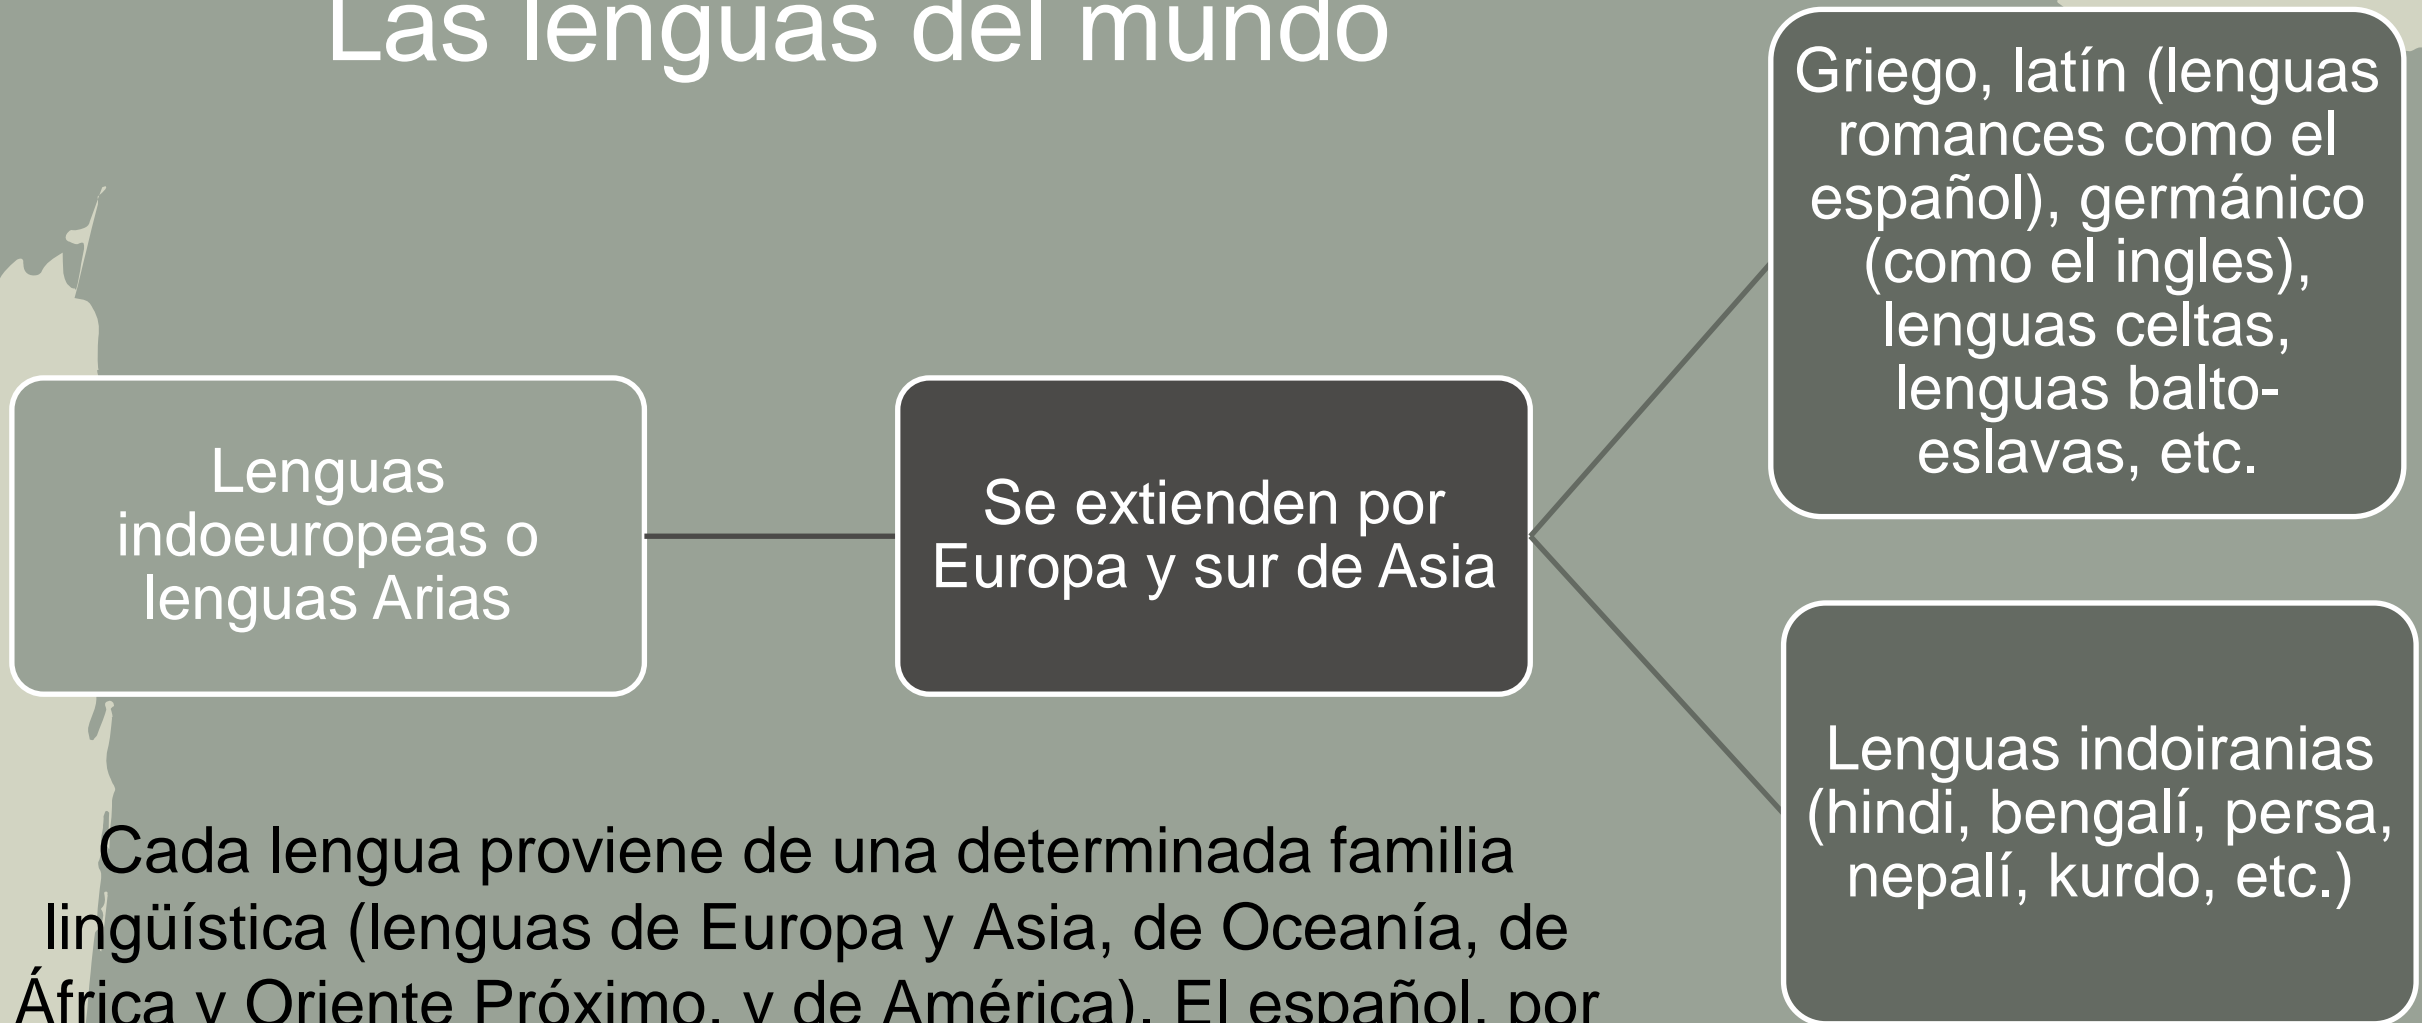 Las lenguas del mundo
Lenguas
indoeuropeas o
lenguas Arias
Se extienden por
Europa y sur de Asia
Griego, latín (lenguas
romances como el
español), germánico
(como el ingles),
lenguas celtas,
lenguas balto-
eslavas, etc.
Lenguas indoiranias
(hindi, bengalí, persa,
nepalí, kurdo, etc.)
Cada lengua proviene de una determinada familia
lingüística (lenguas de Europa y Asia, de Oceanía, de
África y Oriente Próximo, y de América). El español, por